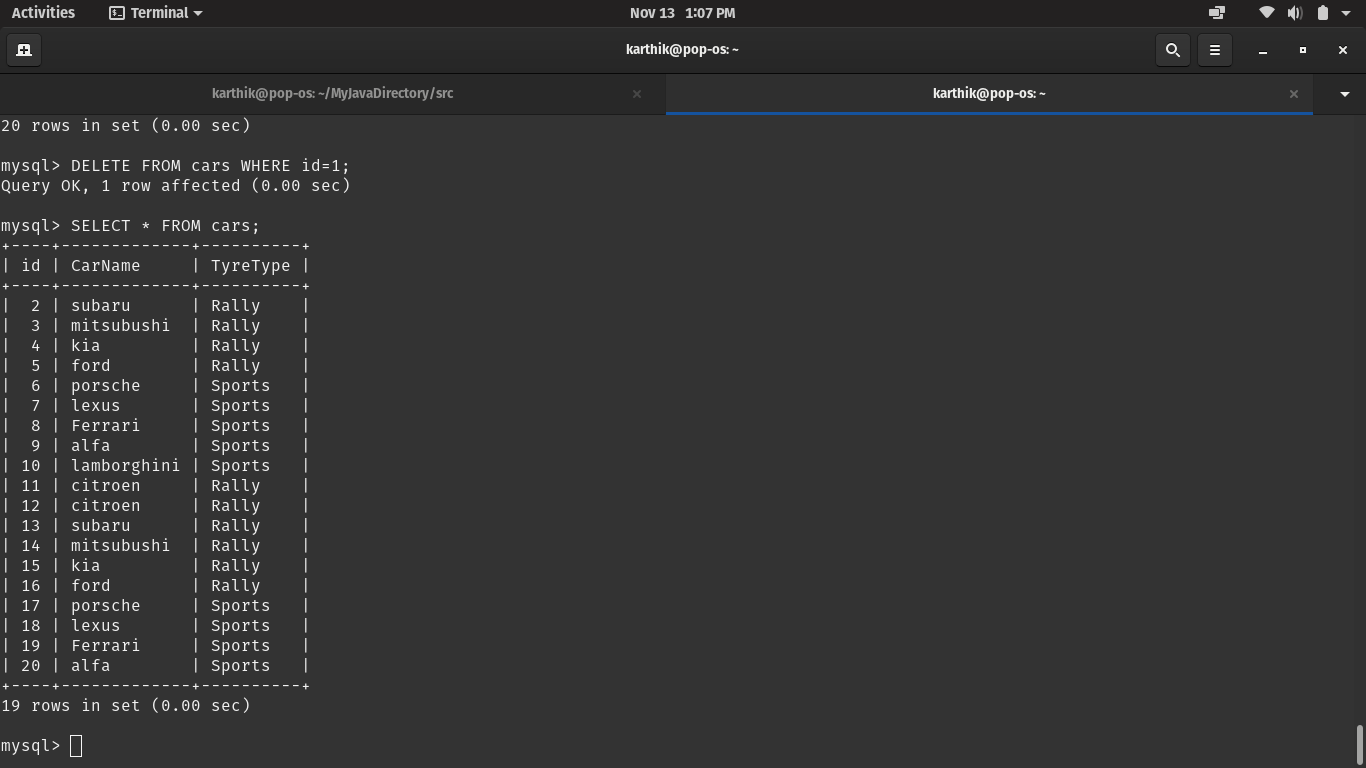 Activities Terminal Nov 13 1:07 PM
karthik@pop-os: ~
karthik@pop-os: ~/MyJavaDirectory/src karthik@pop-os: ~
20 rows in set (0.00 sec)

mysql> DELETE FROM cars WHERE id=1;
Query OK, 1 row affected (0.00 sec)

mysql> SELECT * FROM cars;
+----+-------------+----------+
| id | CarName     | TyreType |
+----+-------------+----------+
|  2 | subaru      | Rally    |
|  3 | mitsubushi  | Rally    |
|  4 | kia         | Rally    |
|  5 | ford        | Rally    |
|  6 | porsche     | Sports   |
|  7 | lexus       | Sports   |
|  8 | Ferrari     | Sports   |
|  9 | alfa        | Sports   |
| 10 | lamborghini | Sports   |
| 11 | citroen     | Rally    |
| 12 | citroen     | Rally    |
| 13 | subaru      | Rally    |
| 14 | mitsubushi  | Rally    |
| 15 | kia         | Rally    |
| 16 | ford        | Rally    |
| 17 | porsche     | Sports   |
| 18 | lexus       | Sports   |
| 19 | Ferrari     | Sports   |
| 20 | alfa        | Sports   |
+----+-------------+----------+
19 rows in set (0.00 sec)

mysql>